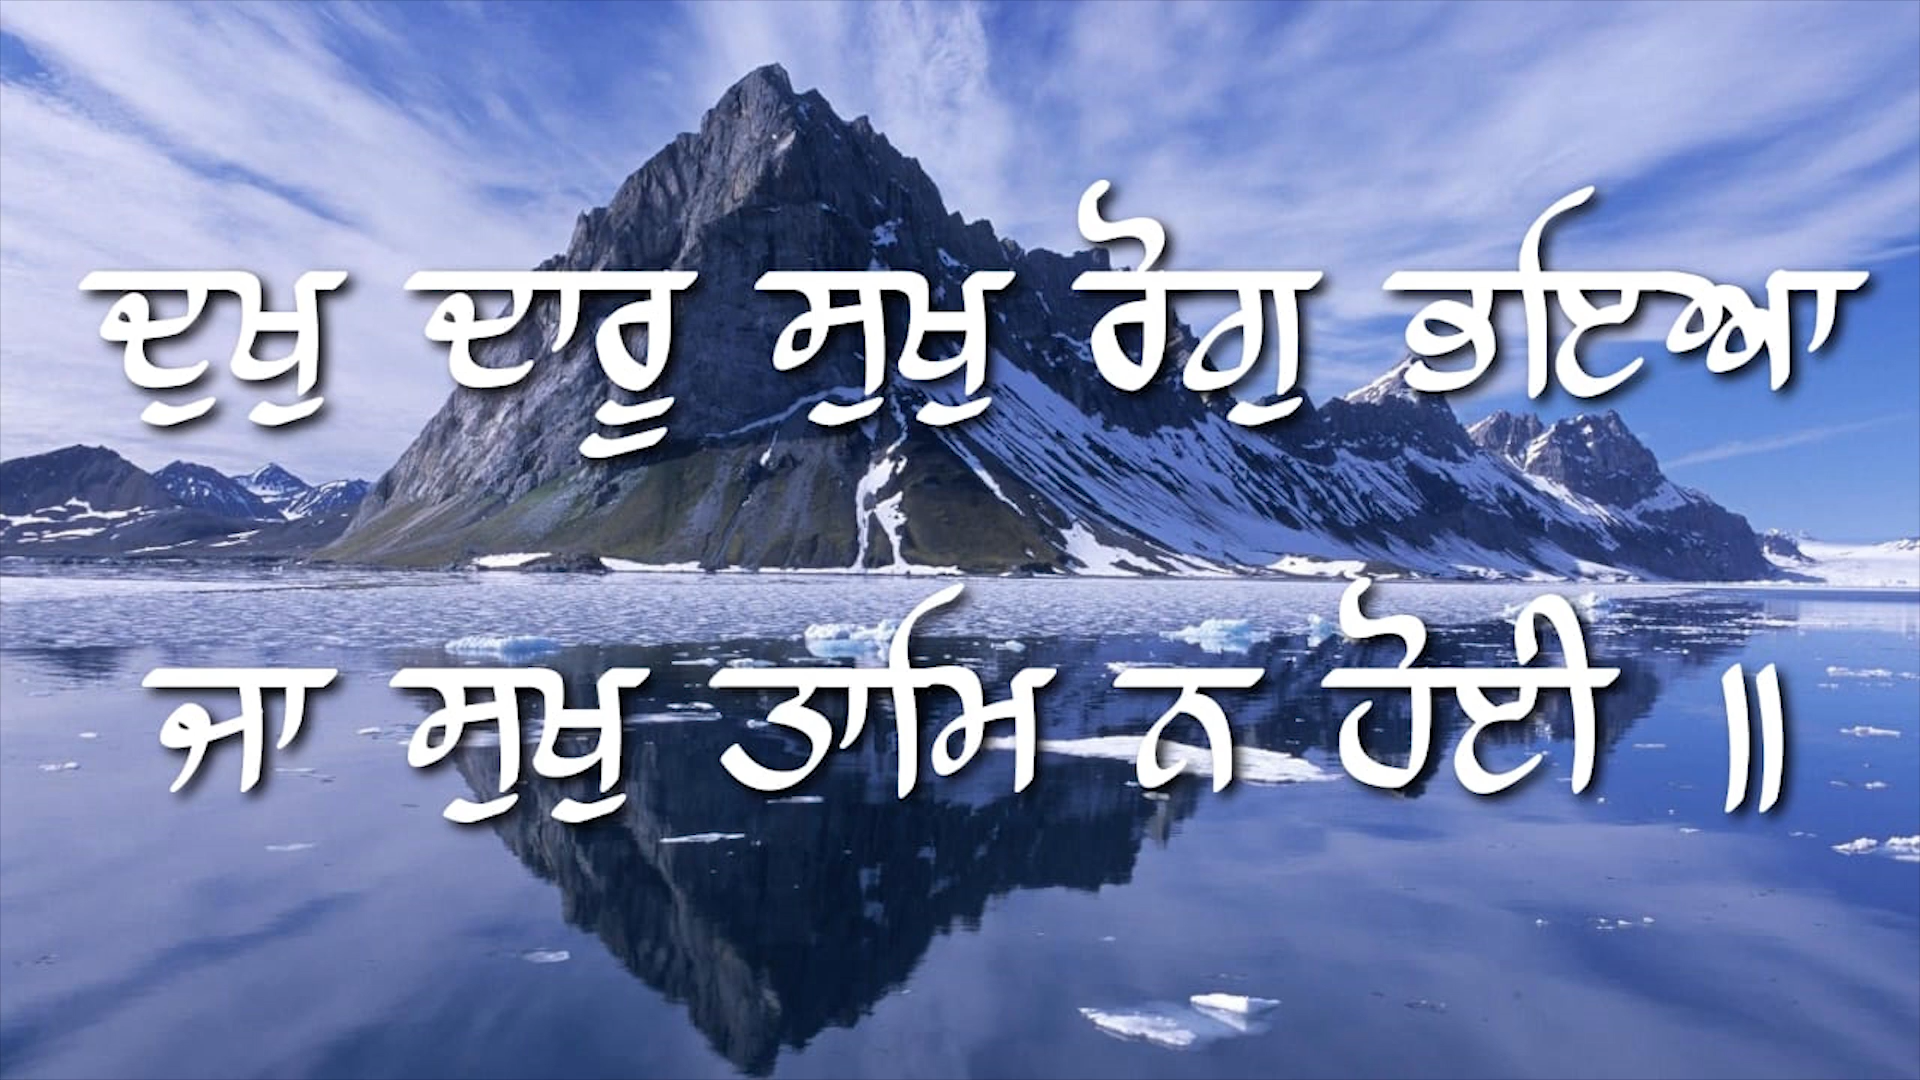 ਦੁਖੁ ਦਾਰੂ ਸੁਖੁ ਰੋਗੁ ਭਇਆ
ਜਾ ਸੁਖੁ ਤਾਮਿ ਨ ਹੋਈ ॥